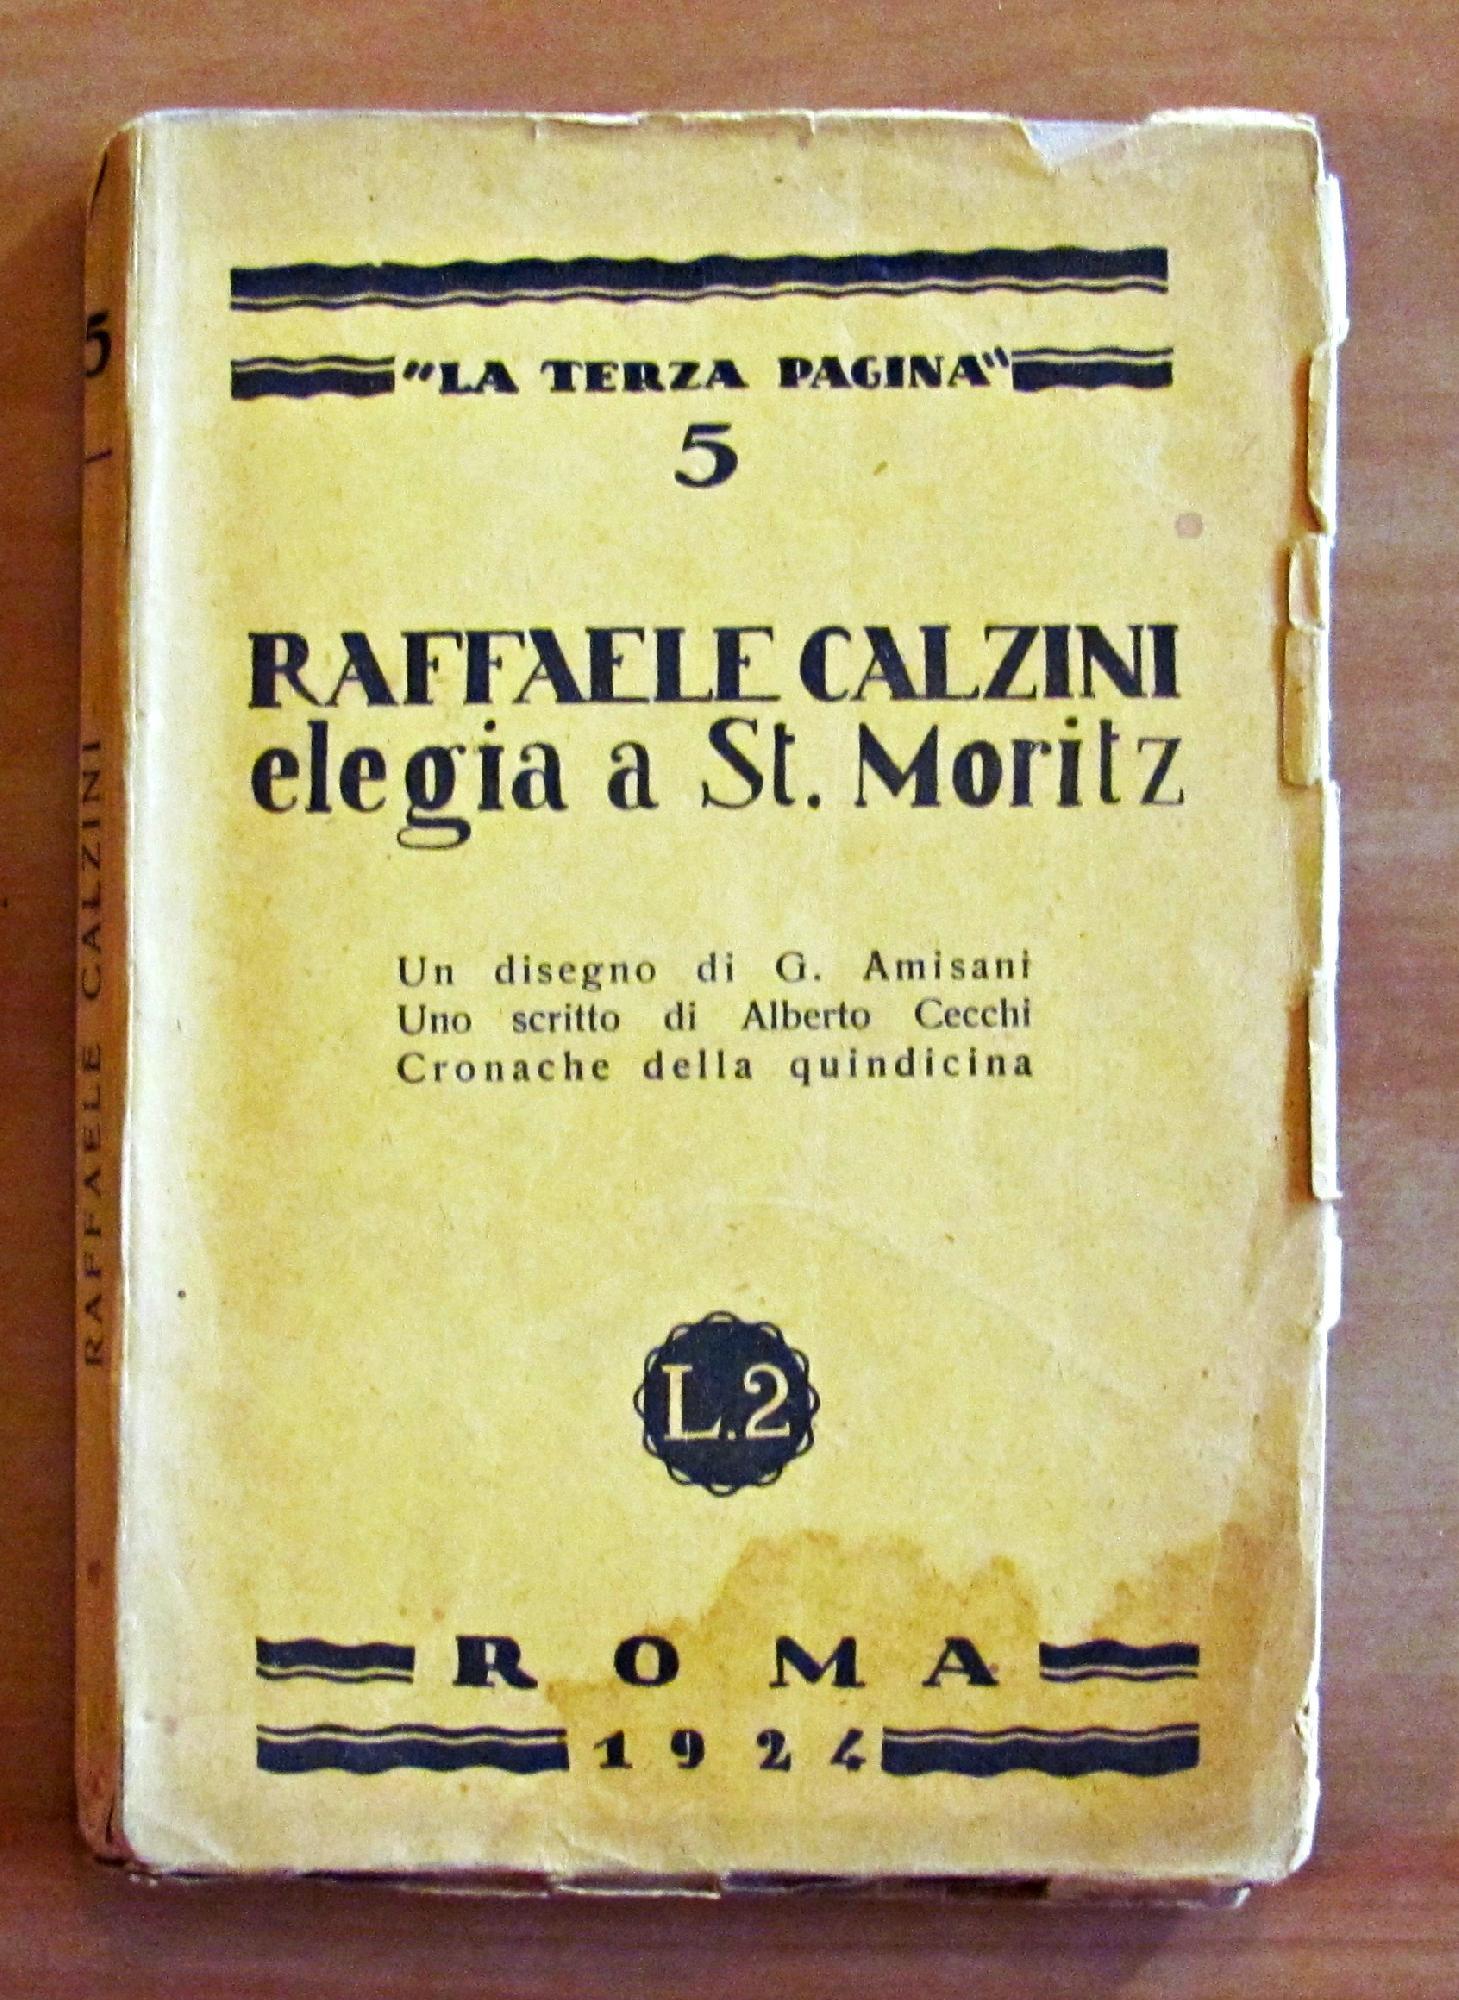 "LA TERZA PAGINA"
5
RAFFAELE CALZINI
elegia a St. Moritz
Un disegno di G. Amisani
Uno scritto di Alberto Cecchi
Cronache della quindicina
L.2
ROMA
1924
5
RAFFAELE CALZINI